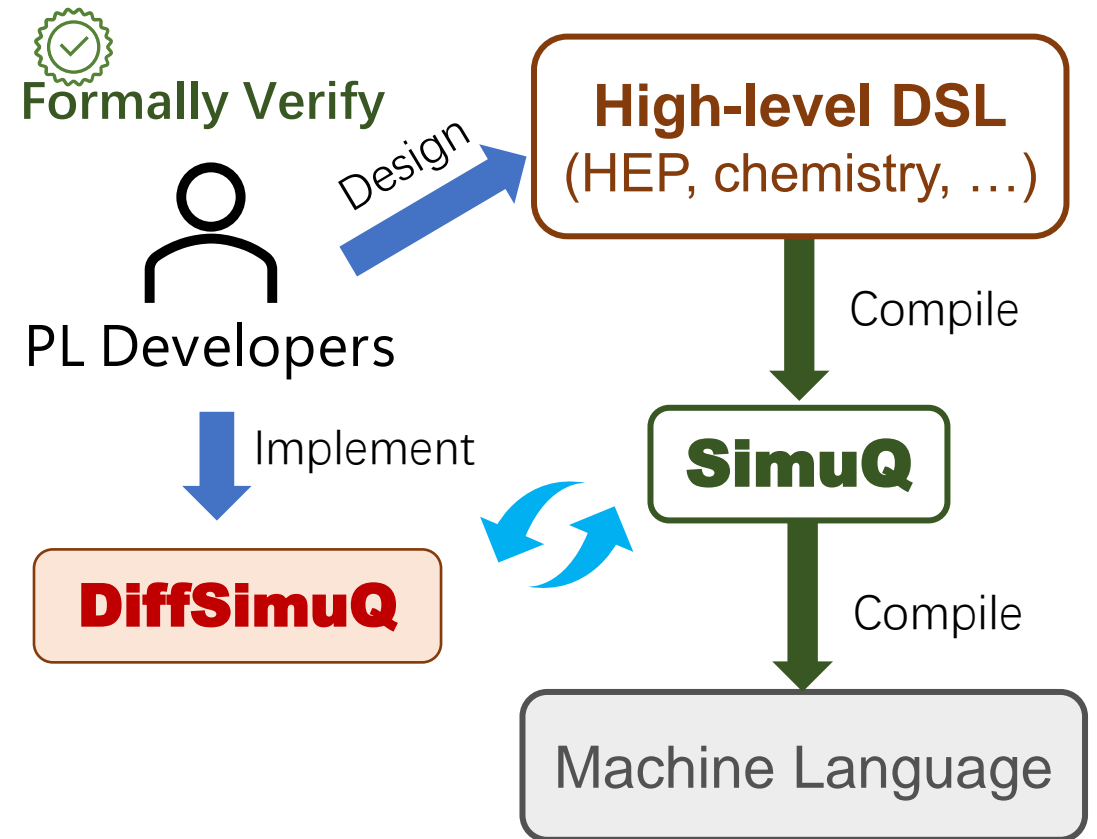 Formally Verify
Design
High-level DSL
(HEP, chemistry, …)
PL Developers
Compile
Implement
SimuQ
DiffSimuQ
Compile
Machine Language